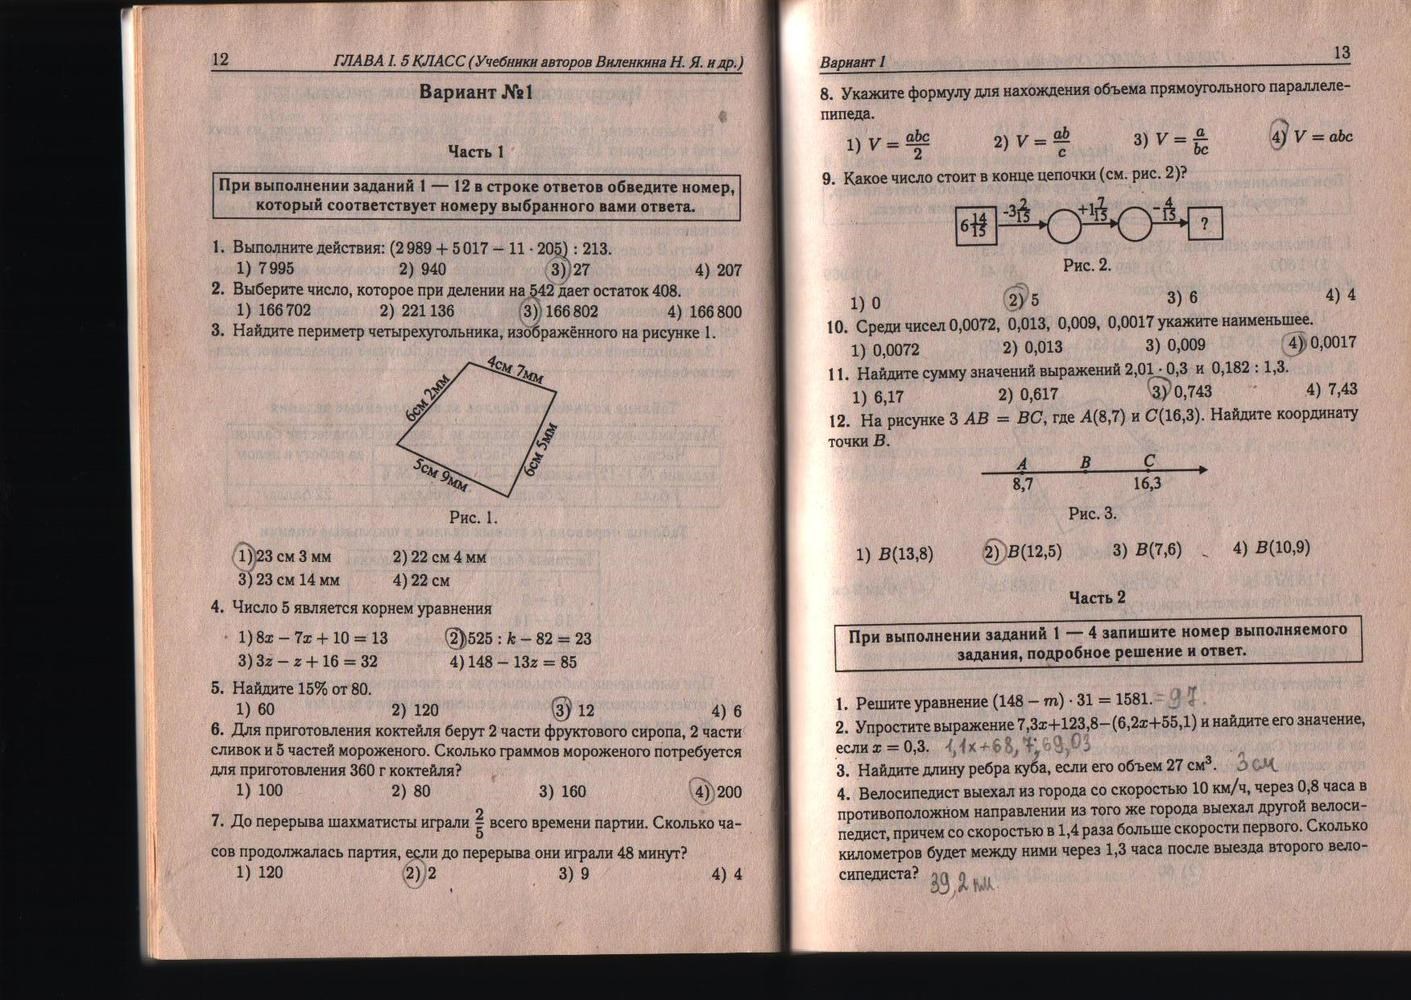 12 ГЛАВА I. 5 КЛАСС (Учебники авторов Виленкина Н. Я. и др.)
Вариант №1
Часть 1
При выполнении заданий 1 — 12 в строке ответов обведите номер,
который соответствует номеру выбранного вами ответа.
1. Выполните действия: (2 989 + 5 017 − 11 · 205) : 213.
1) 7 995 2) 940 3) 27 4) 207
2. Выберите число, которое при делении на 542 дает остаток 408.
1) 166 702 2) 221 136 3) 166 802 4) 166 800
3. Найдите периметр четырехугольника, изображённого на рисунке 1.
4см 7мм
6см 2мм
6см 5мм
5см 9мм
Рис. 1.
1) 23 см 3 мм 2) 22 см 4 мм
3) 23 см 14 мм 4) 22 см
4. Число 5 является корнем уравнения
1) 8x − 7x + 10 = 13 2) 525 : k − 82 = 23
3) 3z − z + 16 = 32 4) 148 − 13z = 85
5. Найдите 15% от 80.
1) 60 2) 120 3) 12 4) 6
6. Для приготовления коктейля берут 2 части фруктового сиропа, 2 части
сливок и 5 частей мороженого. Сколько граммов мороженого потребуется
для приготовления 360 г коктейля?
1) 100 2) 80 3) 160 4) 200
7. До перерыва шахматисты играли 2/5 всего времени партии. Сколько ча-
сов продолжалась партия, если до перерыва они играли 48 минут?
1) 120 2) 2 3) 9 4) 4
Вариант 1 13
8. Укажите формулу для нахождения объема прямоугольного параллеле-
пипеда.
1) V = abc/2 2) V = ab/c 3) V = a/bc 4) V = abc
9. Какое число стоит в конце цепочки (см. рис. 2)?
6 14/15 -3 2/15 +1 7/15 -4/15 ?
Рис. 2.
1) 0 2) 5 3) 6 4) 4
10. Среди чисел 0,0072, 0,013, 0,009, 0,0017 укажите наименьшее.
1) 0,0072 2) 0,013 3) 0,009 4) 0,0017
11. Найдите сумму значений выражений 2,01 · 0,3 и 0,182 : 1,3.
1) 6,17 2) 0,617 3) 0,743 4) 7,43
12. На рисунке 3 AB = BC, где A(8,7) и C(16,3). Найдите координату
точки B.
A B C
8,7 16,3
Рис. 3.
1) B(13,8) 2) B(12,5) 3) B(7,6) 4) B(10,9)
Часть 2
При выполнении заданий 1 — 4 запишите номер выполняемого
задания, подробное решение и ответ.
1. Решите уравнение (148 − m) · 31 = 1581. = 97.
2. Упростите выражение 7,3x+123,8−(6,2x+55,1) и найдите его значение,
если x = 0,3. 1,1x+68,7; 69,03
3. Найдите длину ребра куба, если его объем 27 см³. 3см
4. Велосипедист выехал из города со скоростью 10 км/ч, через 0,8 часа в
противоположном направлении из того же города выехал другой велоси-
педист, причем со скоростью в 1,4 раза больше скорости первого. Сколько
километров будет между ними через 1,3 часа после выезда второго вело-
сипедиста? 39,2 км